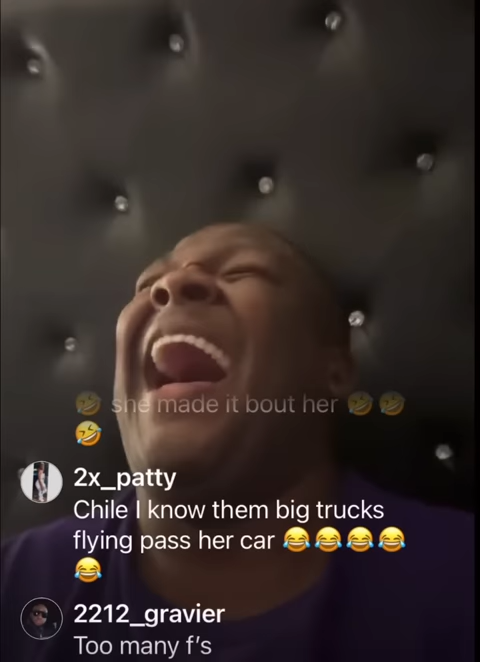 🤣 she made it bout her 🤣🤣
🤣
2x_patty
Chile I know them big trucks
flying pass her car 😂😂😂😂
😂
2212_gravier
Too many f's